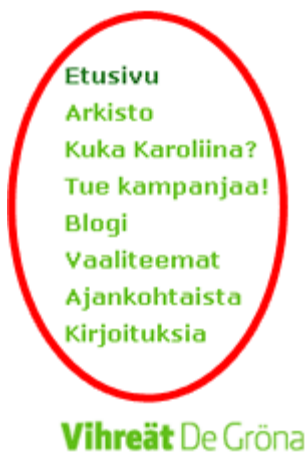 Etusivu
Arkisto
Kuka Karoliina?
Tue kampanjaa!
Blogi
Vaaliteemat
Ajankohtaista
Kirjoituksia
Vihreät De Gröna